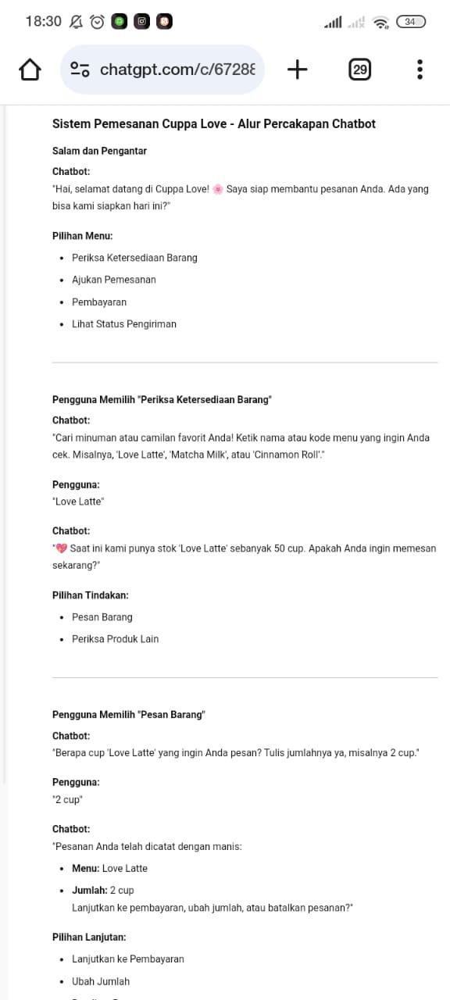 18:30
34
chatgpt.com/c/67288
29
Sistem Pemesanan Cuppa Love - Alur Percakapan Chatbot
Salam dan Pengantar
Chatbot:
"Hai, selamat datang di Cuppa Love! 🌸 Saya siap membantu pesanan Anda. Ada yang
bisa kami siapkan hari ini?"
Pilihan Menu:
• Periksa Ketersediaan Barang
• Ajukan Pemesanan
• Pembayaran
• Lihat Status Pengiriman
Pengguna Memilih "Periksa Ketersediaan Barang"
Chatbot:
"Cari minuman atau camilan favorit Anda! Ketik nama atau kode menu yang ingin Anda
cek. Misalnya, 'Love Latte', 'Matcha Milk', atau 'Cinnamon Roll'."
Pengguna:
"Love Latte"
Chatbot:
"💖 Saat ini kami punya stok 'Love Latte' sebanyak 50 cup. Apakah Anda ingin memesan
sekarang?"
Pilihan Tindakan:
• Pesan Barang
• Periksa Produk Lain
Pengguna Memilih "Pesan Barang"
Chatbot:
"Berapa cup 'Love Latte' yang ingin Anda pesan? Tulis jumlahnya ya, misalnya 2 cup."
Pengguna:
"2 cup"
Chatbot:
"Pesanan Anda telah dicatat dengan manis:
• Menu: Love Latte
• Jumlah: 2 cup
Lanjutkan ke pembayaran, ubah jumlah, atau batalkan pesanan?"
Pilihan Lanjutan:
• Lanjutkan ke Pembayaran
• Ubah Jumlah